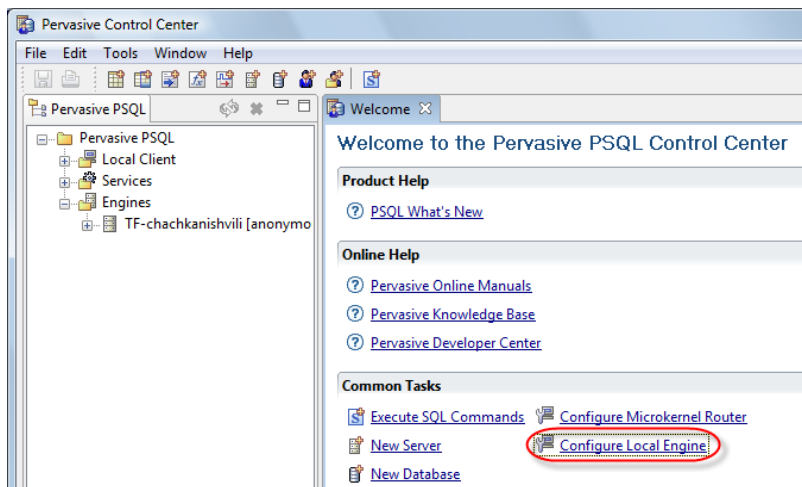 Pervasive Control Center
File Edit Tools Window Help
Pervasive PSQL
Pervasive PSQL
Local Client
Services
Engines
TF-chachkanishvili [anonymo
Welcome
Welcome to the Pervasive PSQL Control Center
Product Help
PSQL What's New
Online Help
Pervasive Online Manuals
Pervasive Knowledge Base
Pervasive Developer Center
Common Tasks
Execute SQL Commands Configure Microkernel Router
New Server Configure Local Engine
New Database